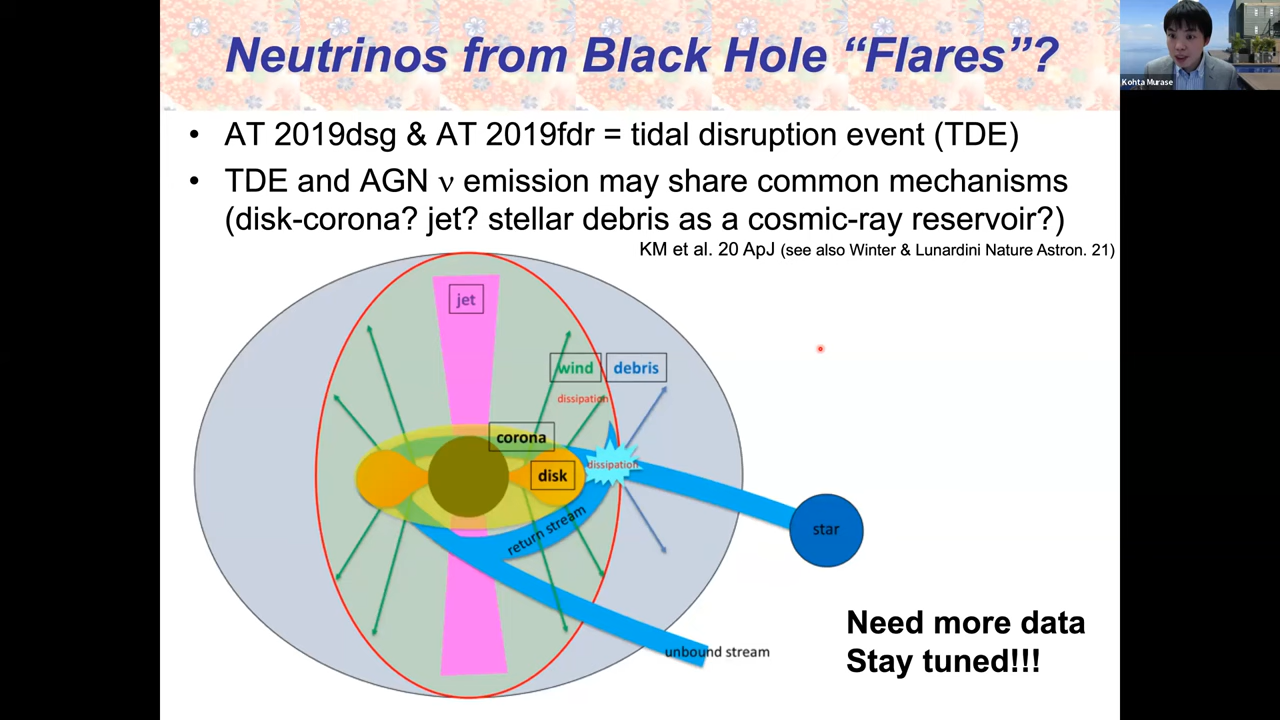 Neutrinos from Black Hole “Flares”?
Kohta Murase
• AT 2019dsg & AT 2019fdr = tidal disruption event (TDE)
• TDE and AGN ν emission may share common mechanisms
(disk-corona? jet? stellar debris as a cosmic-ray reservoir?)
KM et al. 20 ApJ (see also Winter & Lunardini Nature Astron. 21)
jet
wind
debris
dissipation
corona
dissipation
disk
return stream
star
unbound stream
Need more data
Stay tuned!!!